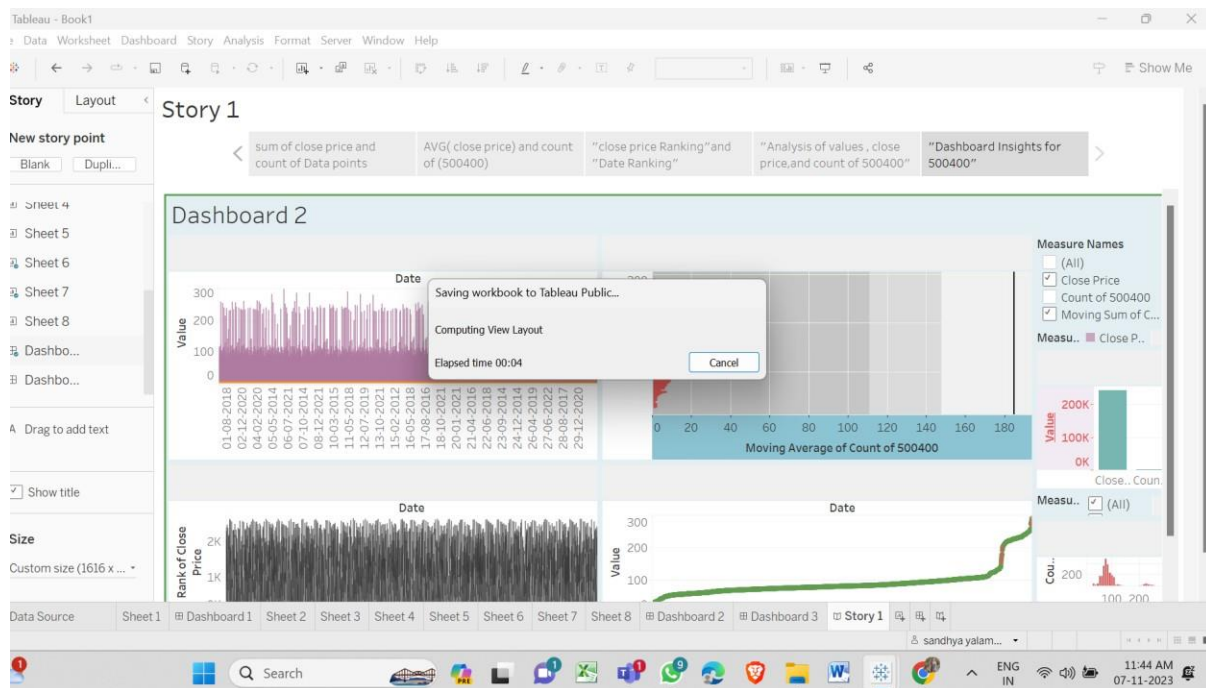 Tableau - Book1
Data Worksheet Dashboard Story Analysis Format Server Window Help
Show Me
Story Layout
Story 1
New story point
Blank Dupli...
sum of close price and
count of Data points
AVG( close price) and count
of (500400)
"close price Ranking"and
"Date Ranking"
"Analysis of values , close
price,and count of 500400"
"Dashboard Insights for
500400"
Sheet 4
Sheet 5
Sheet 6
Sheet 7
Sheet 8
Dashbo...
Dashbo...
A Drag to add text
Show title
Size
Custom size (1616 x ...
Dashboard 2
Date
Value
300
200
100
0
01-08-2018
02-12-2020
04-02-2020
05-05-2014
06-07-2021
07-10-2014
08-12-2021
10-03-2015
11-05-2018
12-07-2019
13-10-2021
15-02-2012
16-05-2018
17-08-2016
18-10-2021
20-01-2021
21-04-2016
22-06-2018
23-09-2014
24-12-2014
26-04-2019
27-06-2022
28-08-2017
29-12-2020
Saving workbook to Tableau Public...
Computing View Layout
Elapsed time 00:04
Cancel
0 20 40 60 80 100 120 140 160 180
Moving Average of Count of 500400
Measure Names
(All)
Close Price
Count of 500400
Moving Sum of C...
Measu.. Close P..
Value
200K
100K
0K
Close.. Coun
Measu.. (All)
Cou..
200
100 200
Date
Rank of Close
Price
2K
1K
Date
Value
300
200
100
Data Source Sheet 1 Dashboard 1 Sheet 2 Sheet 3 Sheet 4 Sheet 5 Sheet 6 Sheet 7 Sheet 8 Dashboard 2 Dashboard 3 Story 1
sandhya yalam...
1
Search
PRE
1
9
ENG
IN
11:44 AM
07-11-2023